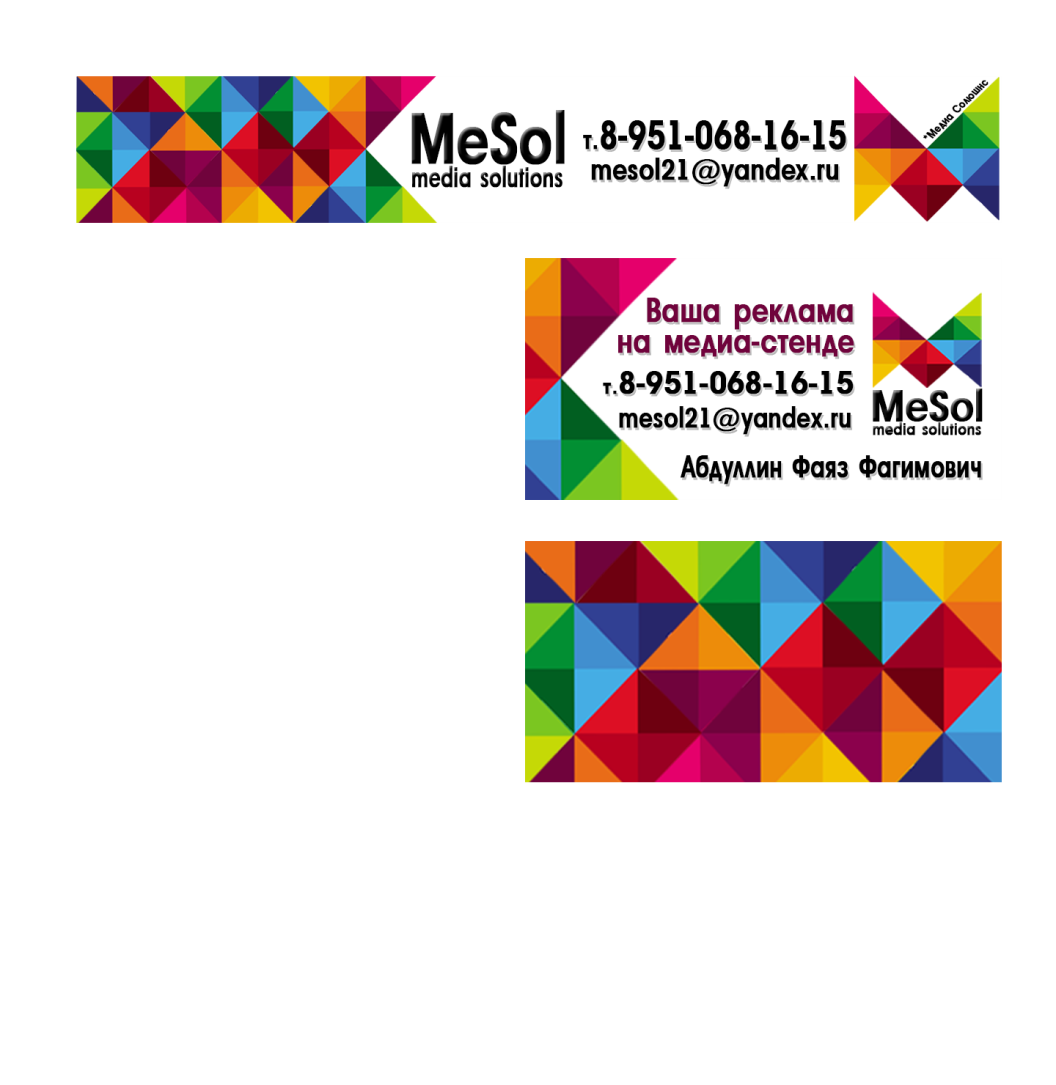 MeSol
media solutions
т.8-951-068-16-15
mesol21@yandex.ru
*Медиа Солюшнс
Ваша реклама
на медиа-стенде
т.8-951-068-16-15
mesol21@yandex.ru
MeSol
media solutions
Абдуллин Фаяз Фагимович